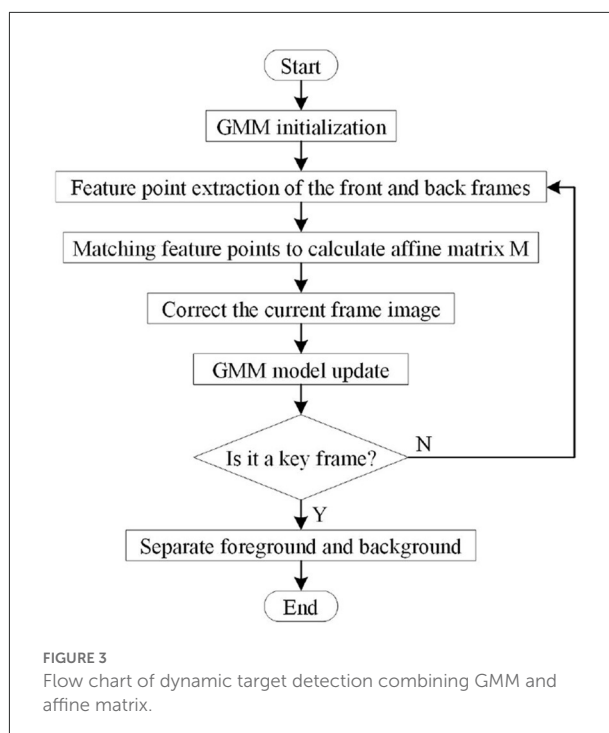 Start
GMM initialization
Feature point extraction of the front and back frames
Matching feature points to calculate affine matrix M
Correct the current frame image
GMM model update
Is it a key frame?
N
Y
Separate foreground and background
End
FIGURE 3
Flow chart of dynamic target detection combining GMM and
affine matrix.